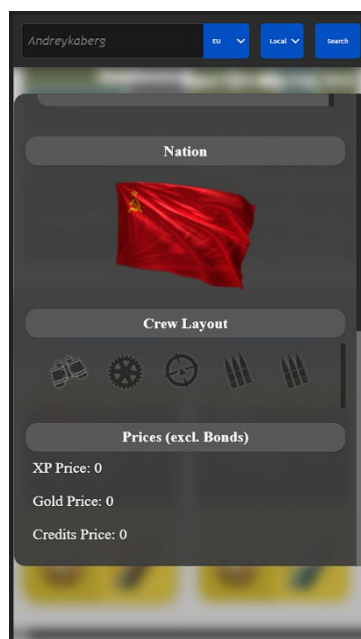 Andreykaberg EU Local Search
Nation
Crew Layout
Prices (excl. Bonds)
XP Price: 0
Gold Price: 0
Credits Price: 0